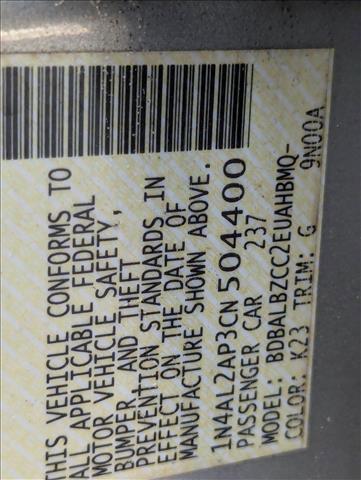 THIS VEHICLE CONFORMS TO
ALL APPLICABLE FEDERAL
MOTOR VEHICLE SAFETY,
BUMPER AND THEFT
PREVENTION STANDARDS IN
EFFECT ON THE DATE OF
MANUFACTURE SHOWN ABOVE.
1N4AL2AP3CN504400
PASSENGER CAR 237
MODEL: BDBALBZCC2EUAHBMQ-
COLOR: K23 TRIM: G 9N00A